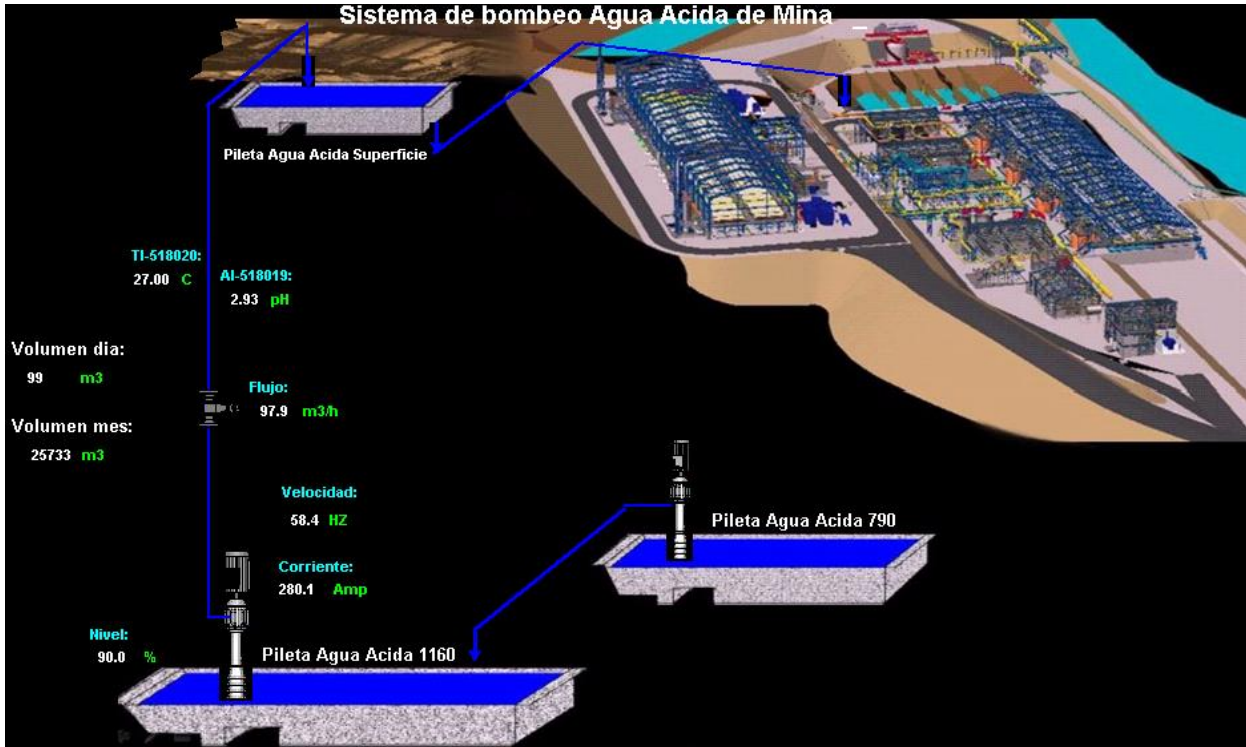 Sistema de bombeo Agua Acida de Mina _
Pileta Agua Acida Superficie
TI-518020:
27.00 C
AI-518019:
2.93 pH
Volumen dia:
99 m3
Flujo:
97.9 m3/h
Volumen mes:
25733 m3
Velocidad:
58.4 HZ
Pileta Agua Acida 790
Corriente:
280.1 Amp
Nivel:
90.0 %
Pileta Agua Acida 1160